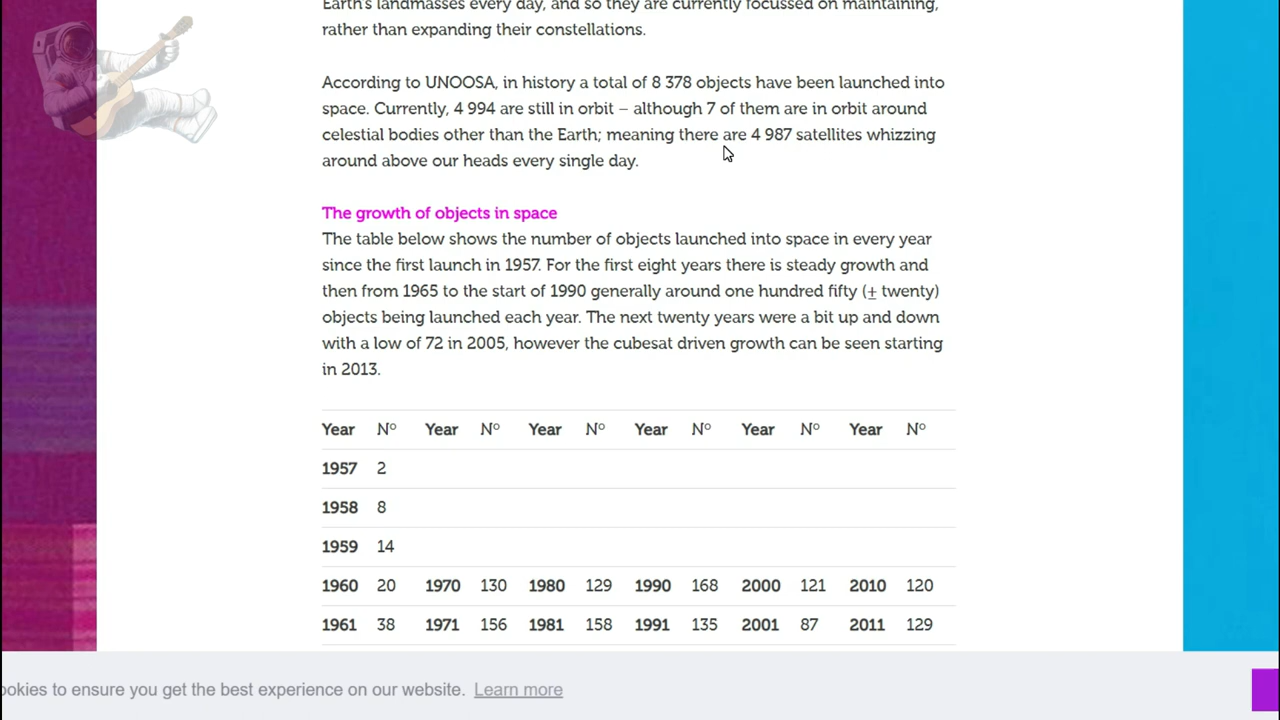 Earth's landmasses every day, and so they are currently focussed on maintaining,
rather than expanding their constellations.
According to UNOOSA, in history a total of 8 378 objects have been launched into
space. Currently, 4 994 are still in orbit – although 7 of them are in orbit around
celestial bodies other than the Earth; meaning there are 4 987 satellites whizzing
around above our heads every single day.
The growth of objects in space
The table below shows the number of objects launched into space in every year
since the first launch in 1957. For the first eight years there is steady growth and
then from 1965 to the start of 1990 generally around one hundred fifty (± twenty)
objects being launched each year. The next twenty years were a bit up and down
with a low of 72 in 2005, however the cubesat driven growth can be seen starting
in 2013.
Year Nº Year Nº Year Nº Year Nº Year Nº Year Nº
1957 2
1958 8
1959 14
1960 20 1970 130 1980 129 1990 168 2000 121 2010 120
1961 38 1971 156 1981 158 1991 135 2001 87 2011 129
ookies to ensure you get the best experience on our website. Learn more